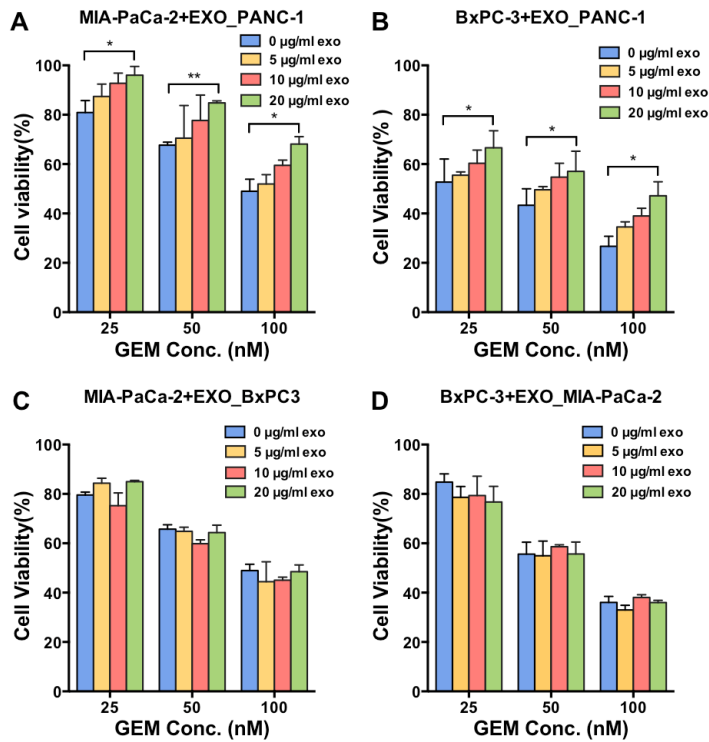 A
MIA-PaCa-2+EXO_PANC-1
0 µg/ml exo
5 µg/ml exo
10 µg/ml exo
20 µg/ml exo
*
**
*
Cell viability(%)
100
80
60
40
20
0
25 50 100
GEM Conc. (nM)
B
BxPC-3+EXO_PANC-1
0 µg/ml exo
5 µg/ml exo
10 µg/ml exo
20 µg/ml exo
*
*
*
Cell Viability(% )
100
80
60
40
20
0
25 50 100
GEM Conc. (nM)
C
MIA-PaCa-2+EXO_BxPC3
0 µg/ml exo
5 µg/ml exo
10 µg/ml exo
20 µg/ml exo
Cell Viability(%)
100
80
60
40
20
0
25 50 100
GEM Conc. (nM)
D
BxPC-3+EXO_MIA-PaCa-2
0 µg/ml exo
5 µg/ml exo
10 µg/ml exo
20 µg/ml exo
Cell Viability(%)
100
80
60
40
20
0
25 50 100
GEM Conc. (nM)